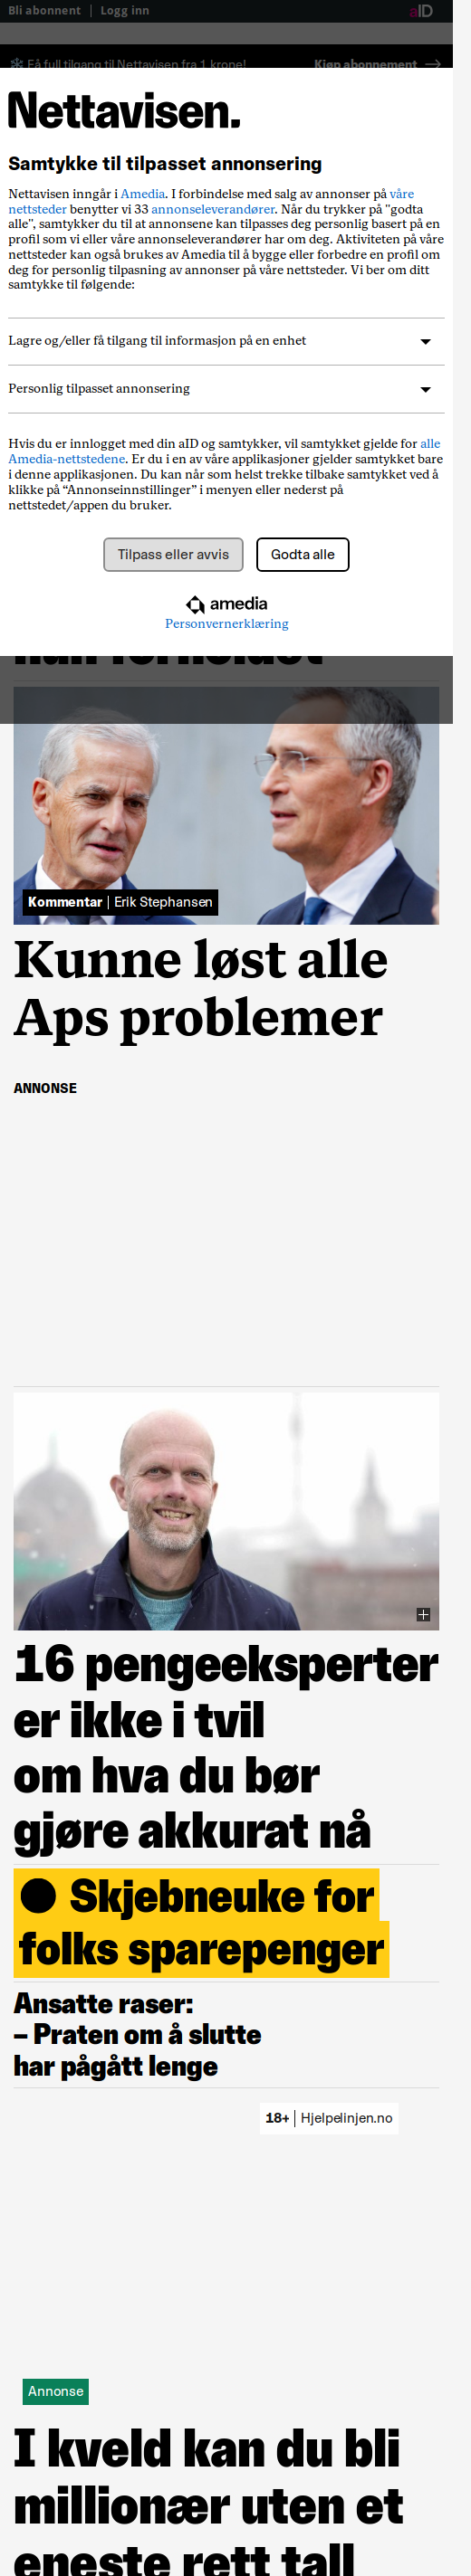 Bli abonnent | Logg inn
aID
Få full tilgang til Nettavisen fra 1 krone!
Kjøp abonnement
Nettavisen.
Samtykke til tilpasset annonsering
Nettavisen inngår i Amedia. I forbindelse med salg av annonser på våre
nettsteder benytter vi 33 annonseleverandører. Når du trykker på "godta
alle", samtykker du til at annonsene kan tilpasses deg personlig basert på en
profil som vi eller våre annonseleverandører har om deg. Aktiviteten på våre
nettsteder kan også brukes av Amedia til å bygge eller forbedre en profil om
deg for personlig tilpasning av annonser på våre nettsteder. Vi ber om ditt
samtykke til følgende:
Lagre og/eller få tilgang til informasjon på en enhet
Personlig tilpasset annonsering
Hvis du er innlogget med din aID og samtykker, vil samtykket gjelde for alle
Amedia-nettstedene. Er du i en av våre applikasjoner gjelder samtykket bare
i denne applikasjonen. Du kan når som helst trekke tilbake samtykket ved å
klikke på “Annonseinnstillinger” i menyen eller nederst på
nettstedet/appen du bruker.
Tilpass eller avvis
Godta alle
amedia
Personvernerklæring
Kommentar | Erik Stephansen
Kunne løst alle
Aps problemer
ANNONSE
16 pengeeksperter
er ikke i tvil
om hva du bør
gjøre akkurat nå
● Skjebneuke for
folks sparepenger
Ansatte raser:
– Praten om å slutte
har pågått lenge
18+ | Hjelpelinjen.no
Annonse
I kveld kan du bli
millionær uten et
eneste rett tall